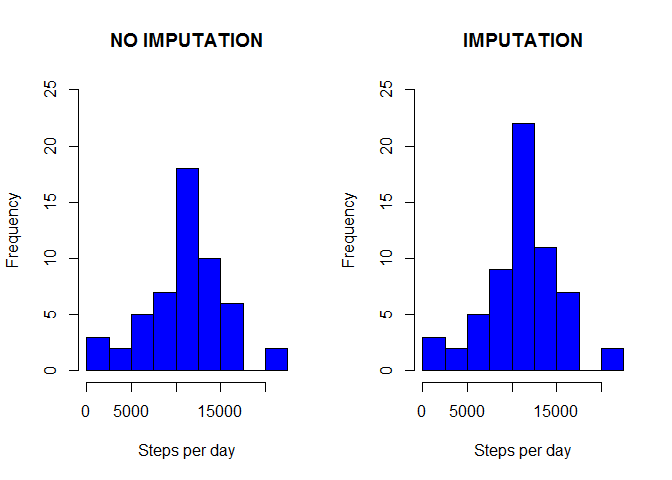 NO IMPUTATION
25
20
15
10
5
0
Frequency
0 5000 15000
Steps per day
IMPUTATION
25
20
15
10
5
0
Frequency
0 5000 15000
Steps per day